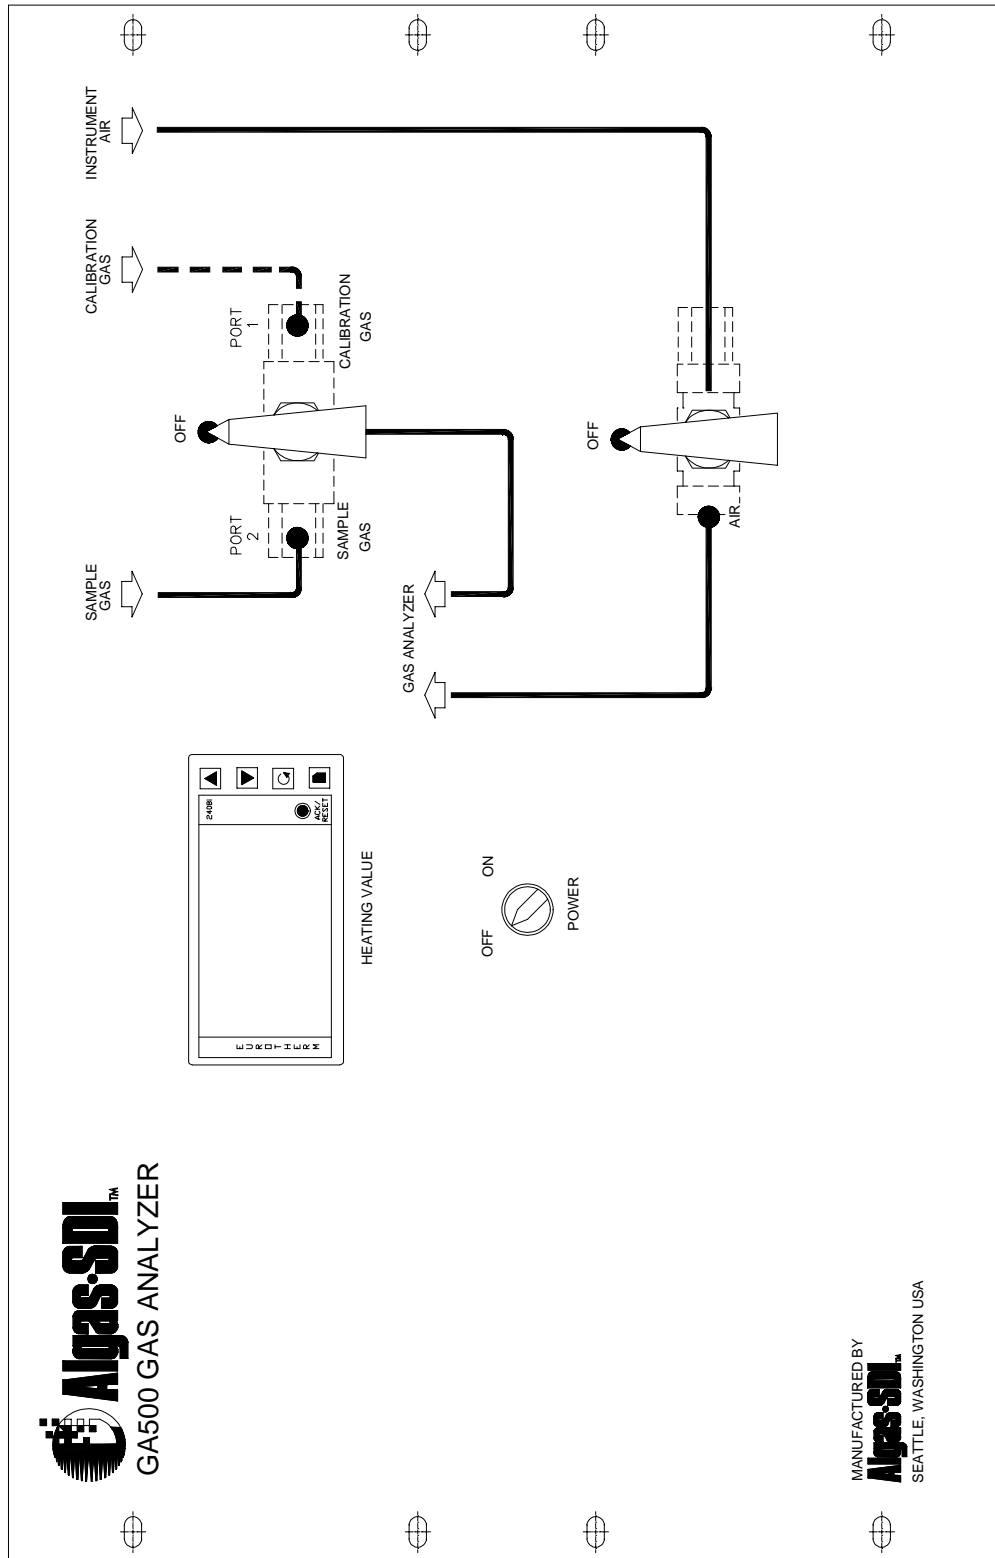 Algas·SDI™
GA500 GAS ANALYZER
SAMPLE
GAS
CALIBRATION
GAS
INSTRUMENT
AIR
OFF
PORT
2
PORT
1
SAMPLE
GAS
CALIBRATION
GAS
EUROTHERM
2408i
ACK/
RESET
HEATING VALUE
GAS ANALYZER
OFF
ON
POWER
OFF
AIR
MANUFACTURED BY
Algas·SDI™
SEATTLE, WASHINGTON USA